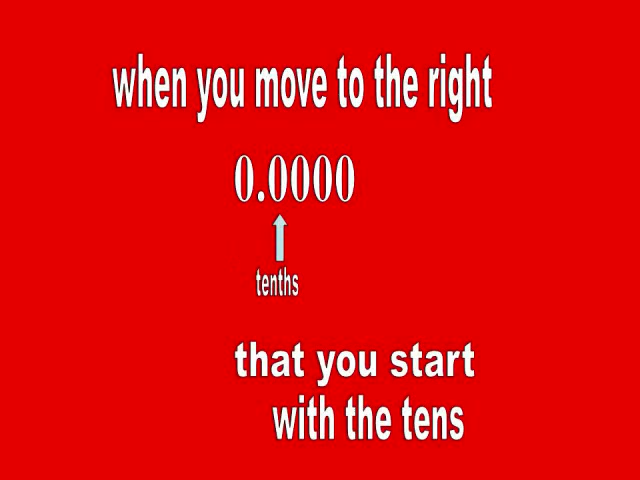 when you move to the right
0.0000
tenths
that you start
with the tens